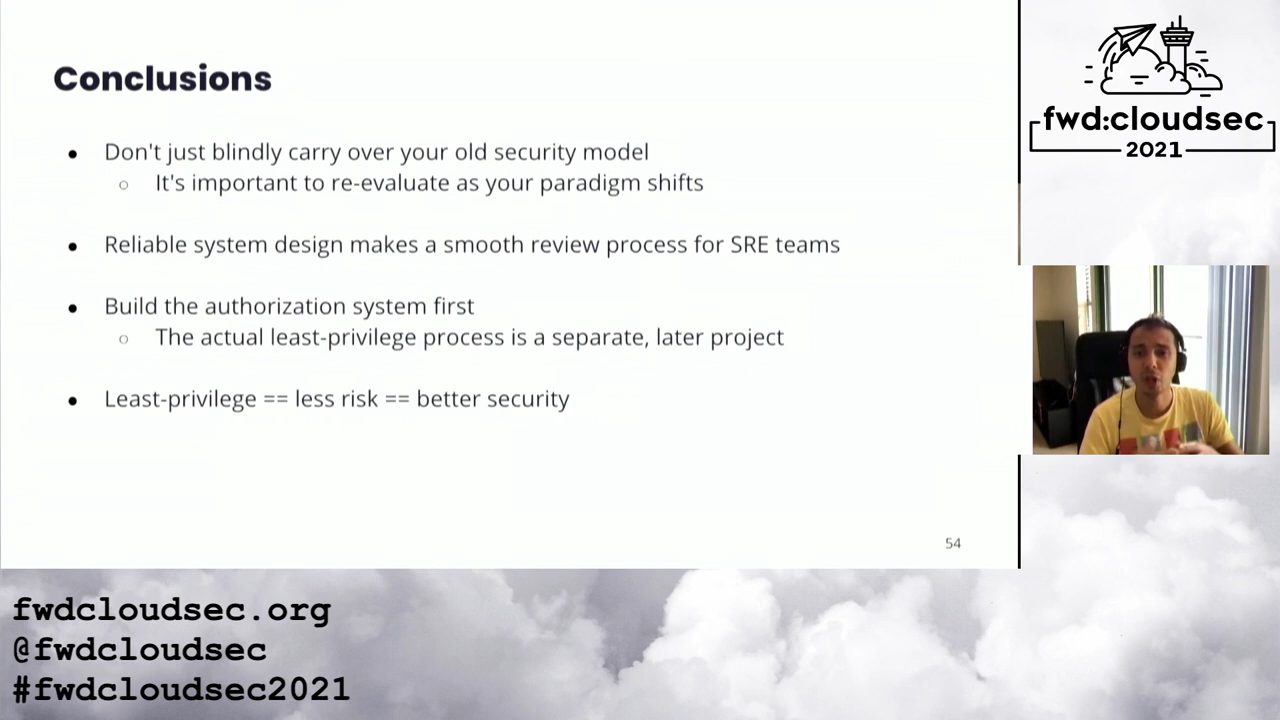 Conclusions
● Don't just blindly carry over your old security model
○ It's important to re-evaluate as your paradigm shifts
● Reliable system design makes a smooth review process for SRE teams
● Build the authorization system first
○ The actual least-privilege process is a separate, later project
● Least-privilege == less risk == better security
54
fwd:cloudsec
2021
fwdcloudsec.org
@fwdcloudsec
#fwdcloudsec2021